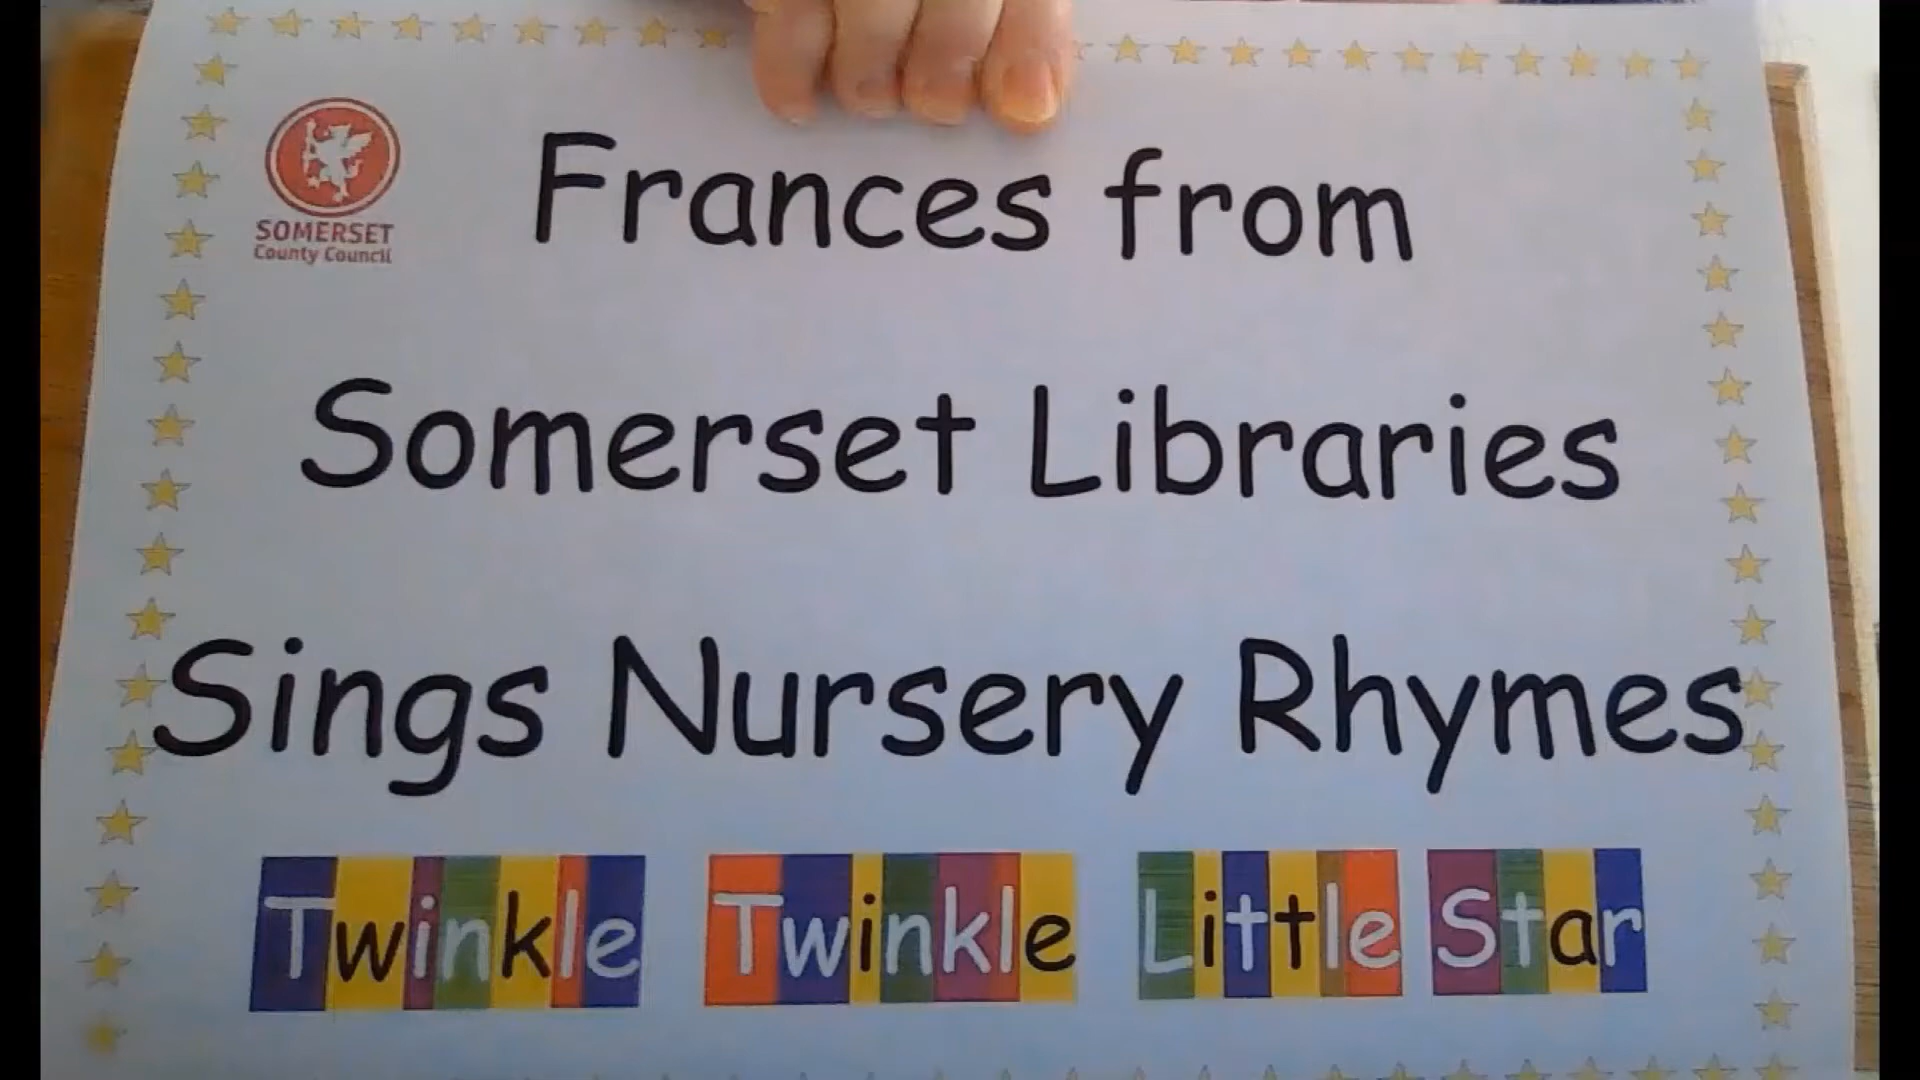 SOMERSET
County Council
Frances from
Somerset Libraries
Sings Nursery Rhymes
Twinkle Twinkle Little Star